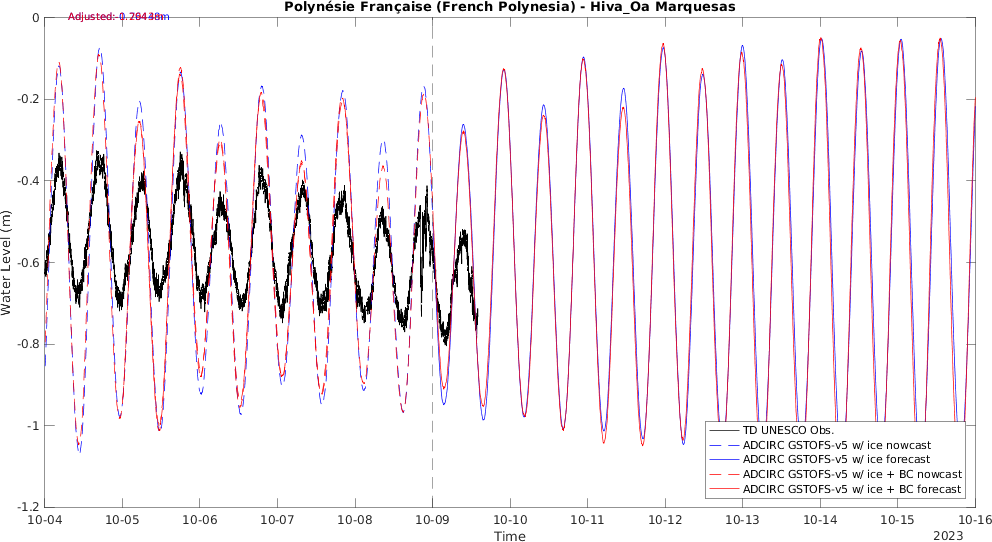 Polynésie Française (French Polynesia) - Hiva_Oa Marquesas
Adjusted:
0
-0.2
-0.4
-0.6
-0.8
-1
-1.2
Water Level (m)
TD UNESCO Obs.
ADCIRC GSTOFS-v5 w/ ice nowcast
ADCIRC GSTOFS-v5 w/ ice forecast
ADCIRC GSTOFS-v5 w/ ice + BC nowcast
ADCIRC GSTOFS-v5 w/ ice + BC forecast
10-04 10-05 10-06 10-07 10-08 10-09 10-10 10-11 10-12 10-13 10-14 10-15 10-16
Time
2023